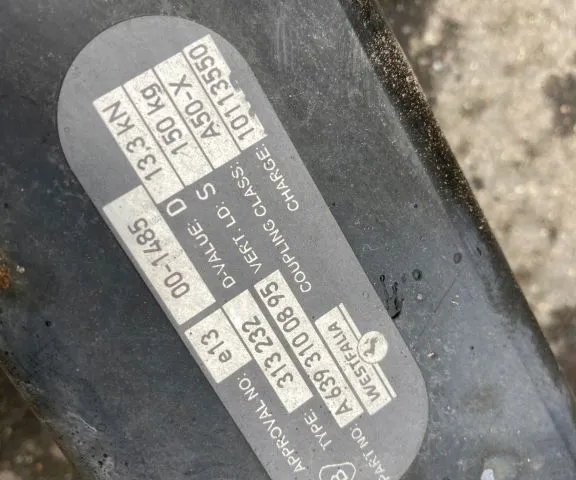 WESTFALIA
PART NO: A 639 310 08 95
TYPE: 313 232
APPROVAL NO: e13 00-1485
D-VALUE: D 13,3 kN
VERT. LD: S 150 kg
COUPLING CLASS: A50-X
CHARGE: 10113550